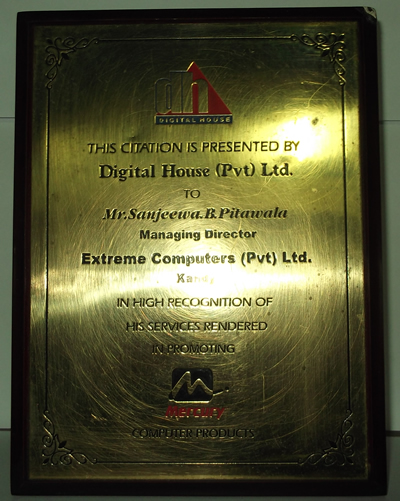 DIGITAL HOUSE
THIS CITATION IS PRESENTED BY
Digital House (Pvt) Ltd.
TO
Mr.Sanjeewa.B.Pitawala
Managing Director
Extreme Computers (Pvt) Ltd.
Kandy
IN HIGH RECOGNITION OF
HIS SERVICES RENDERED
IN PROMOTING
Mercury
COMPUTER PRODUCTS